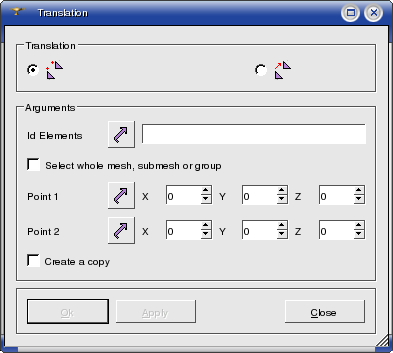 Translation
Translation
Arguments
Id Elements
Select whole mesh, submesh or group
Point 1 X 0 Y 0 Z 0
Point 2 X 0 Y 0 Z 0
Create a copy
Ok Apply Close